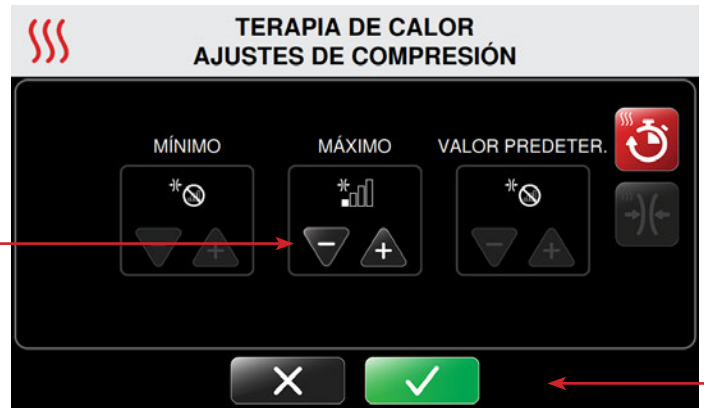 TERAPIA DE CALOR
AJUSTES DE COMPRESIÓN
MÍNIMO MÁXIMO VALOR PREDETER.